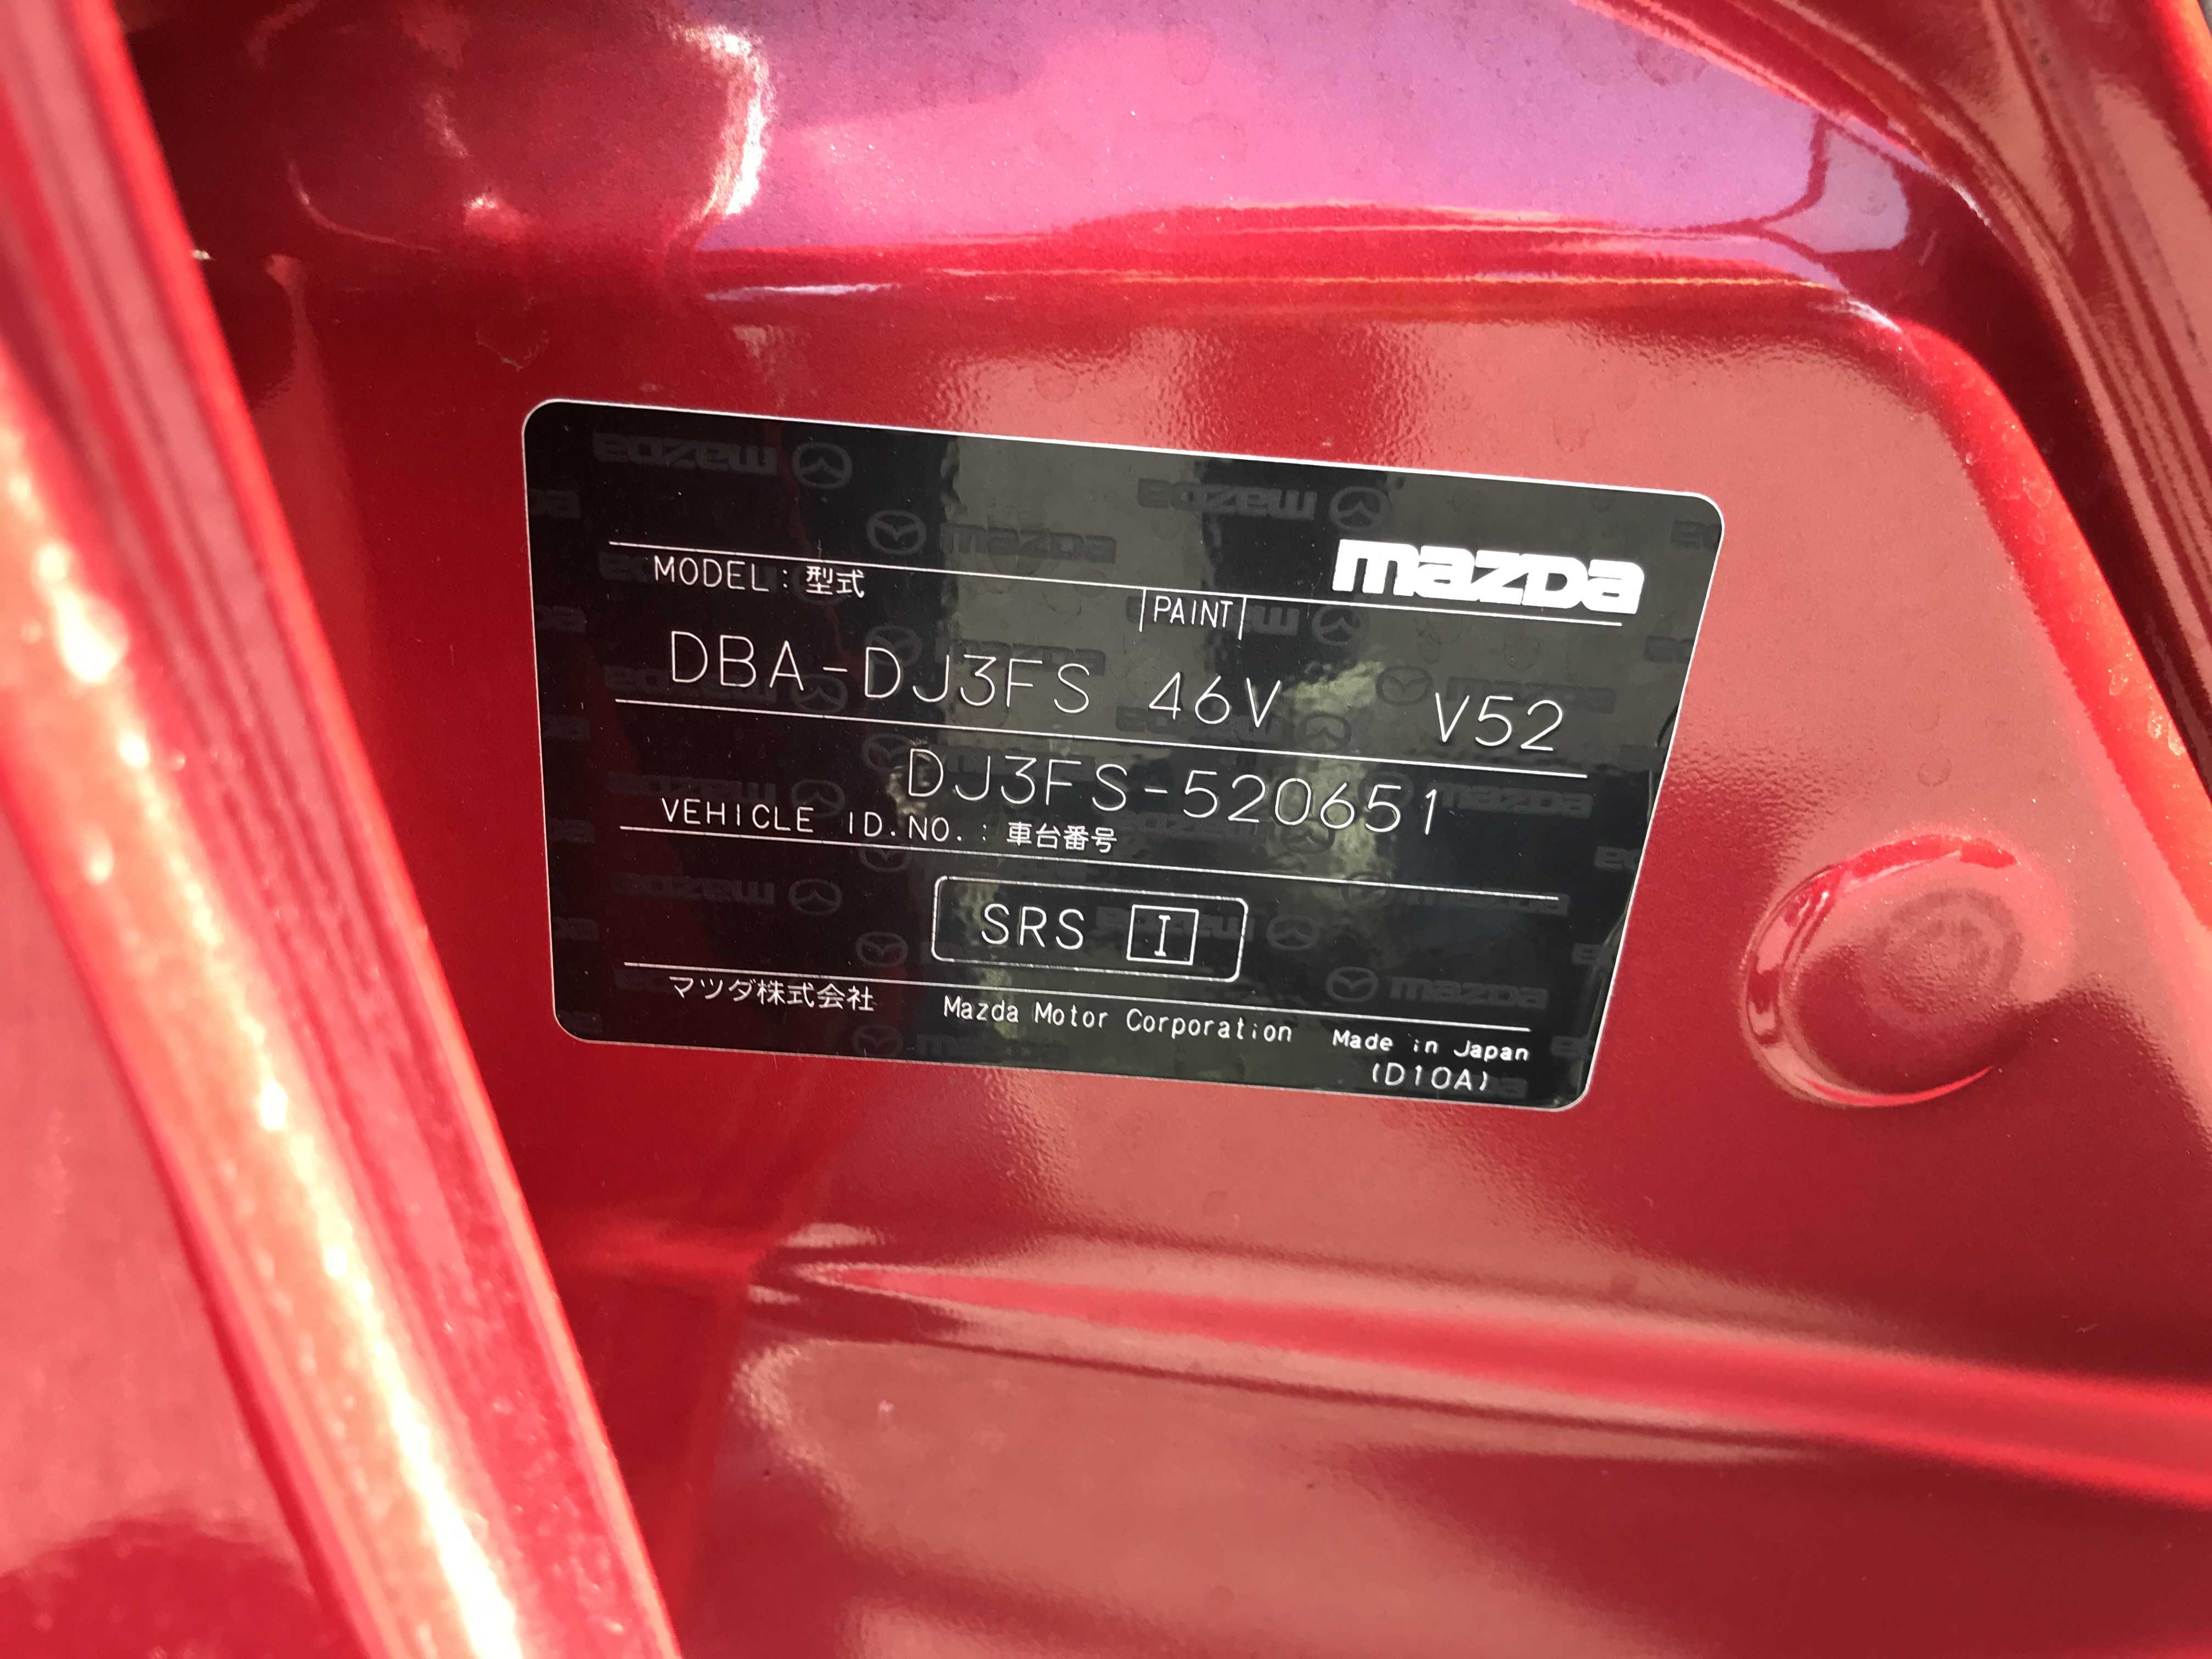 mazda
MODEL : 型式
PAINT
DBA-DJ3FS 46V V52
DJ3FS-520651
VEHICLE ID.NO. : 車台番号
SRS I
マツダ株式会社 Mazda Motor Corporation Made in Japan
(D10A)